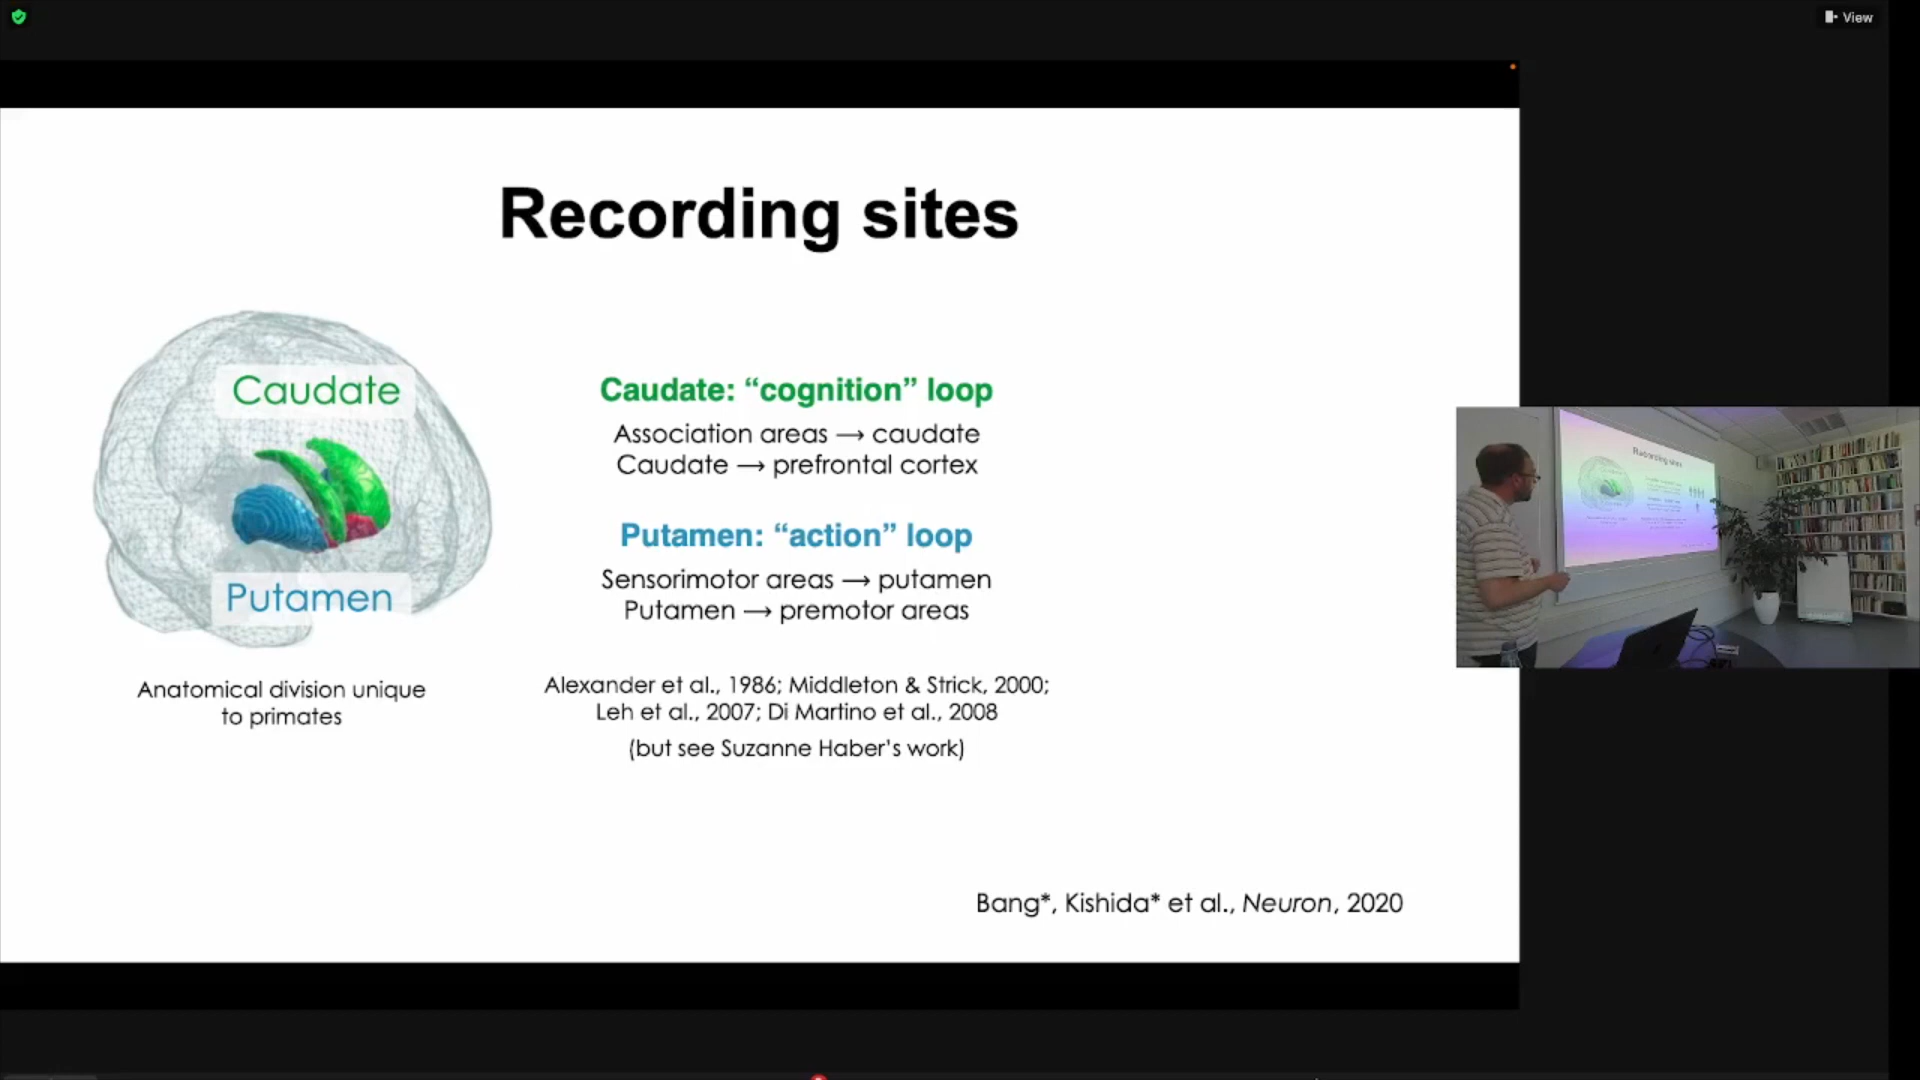 View
Recording sites
Caudate
Putamen
Anatomical division unique
to primates
Caudate: “cognition” loop
Association areas → caudate
Caudate → prefrontal cortex
Putamen: “action” loop
Sensorimotor areas → putamen
Putamen → premotor areas
Alexander et al., 1986; Middleton & Strick, 2000;
Leh et al., 2007; Di Martino et al., 2008
(but see Suzanne Haber’s work)
Bang*, Kishida* et al., Neuron, 2020
Recording sites